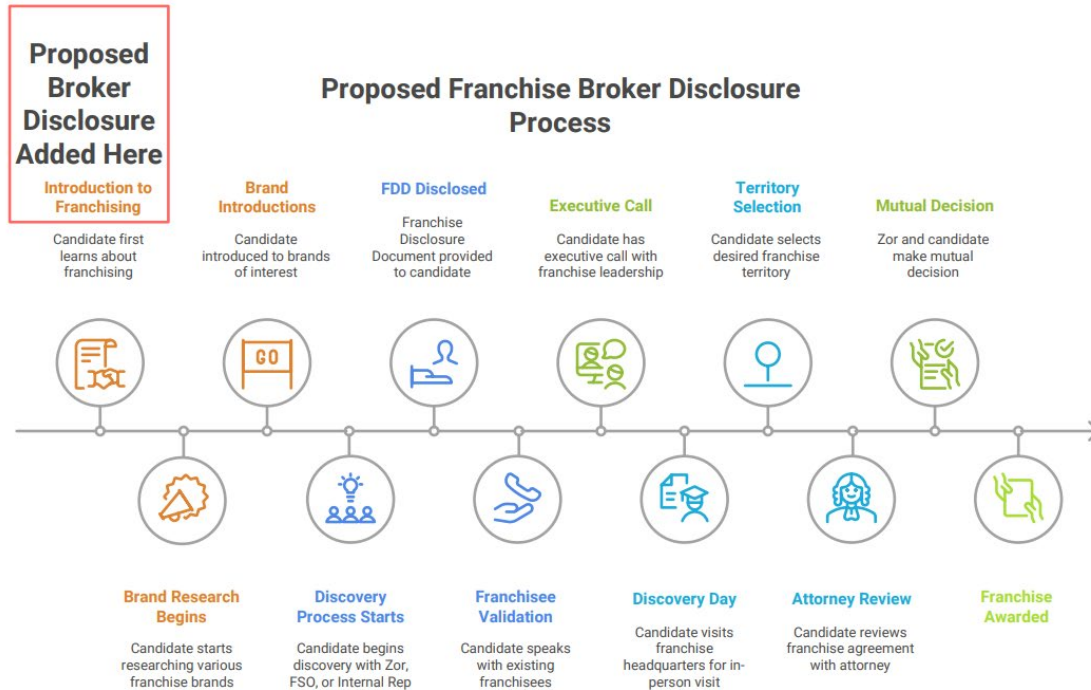 Proposed
Broker
Disclosure
Added Here
Proposed Franchise Broker Disclosure
Process
Introduction to
Franchising
Candidate first
learns about
franchising
Brand
Introductions
Candidate
introduced to brands
of interest
FDD Disclosed
Franchise
Disclosure
Document provided
to candidate
Executive Call
Candidate has
executive call with
franchise leadership
Territory
Selection
Candidate selects
desired franchise
territory
Mutual Decision
Zor and candidate
make mutual
decision
GO
Brand Research
Begins
Candidate starts
researching various
franchise brands
Discovery
Process Starts
Candidate begins
discovery with Zor,
FSO, or Internal Rep
Franchisee
Validation
Candidate speaks
with existing
franchisees
Discovery Day
Candidate visits
franchise
headquarters for in-
person visit
Attorney Review
Candidate reviews
franchise agreement
with attorney
Franchise
Awarded